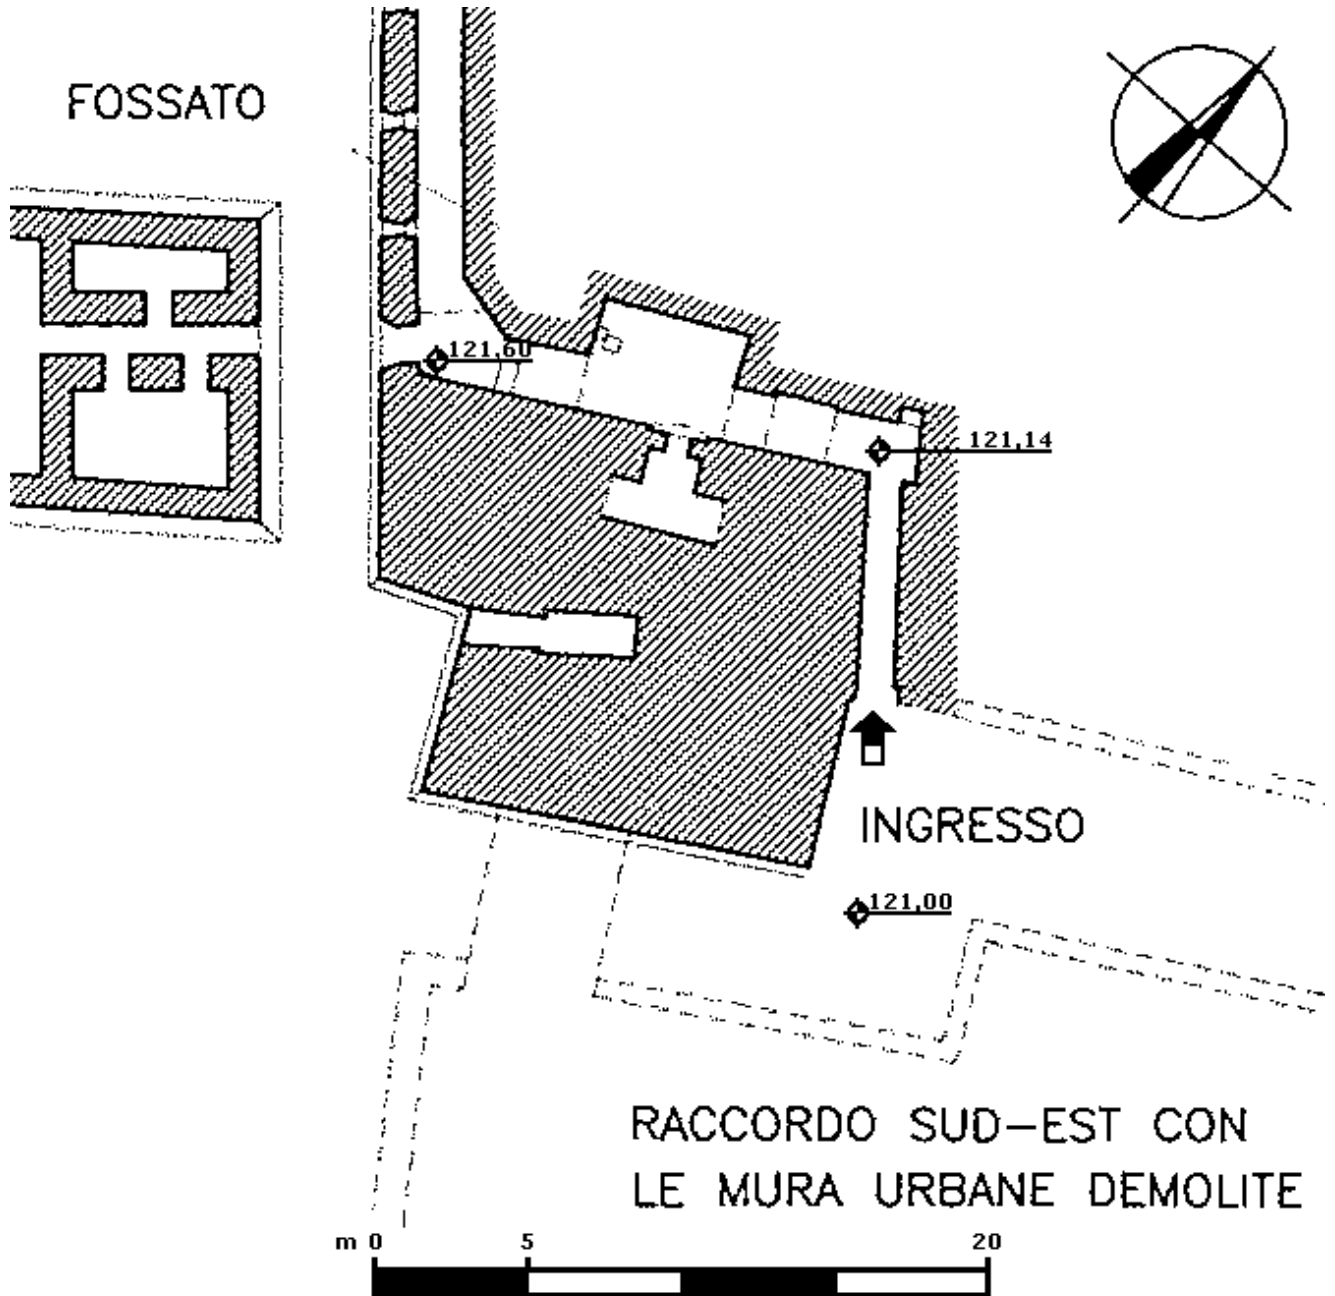 FOSSATO
121,60
121,14
INGRESSO
121,00
RACCORDO SUD-EST CON
LE MURA URBANE DEMOLITE
m 0 5 20